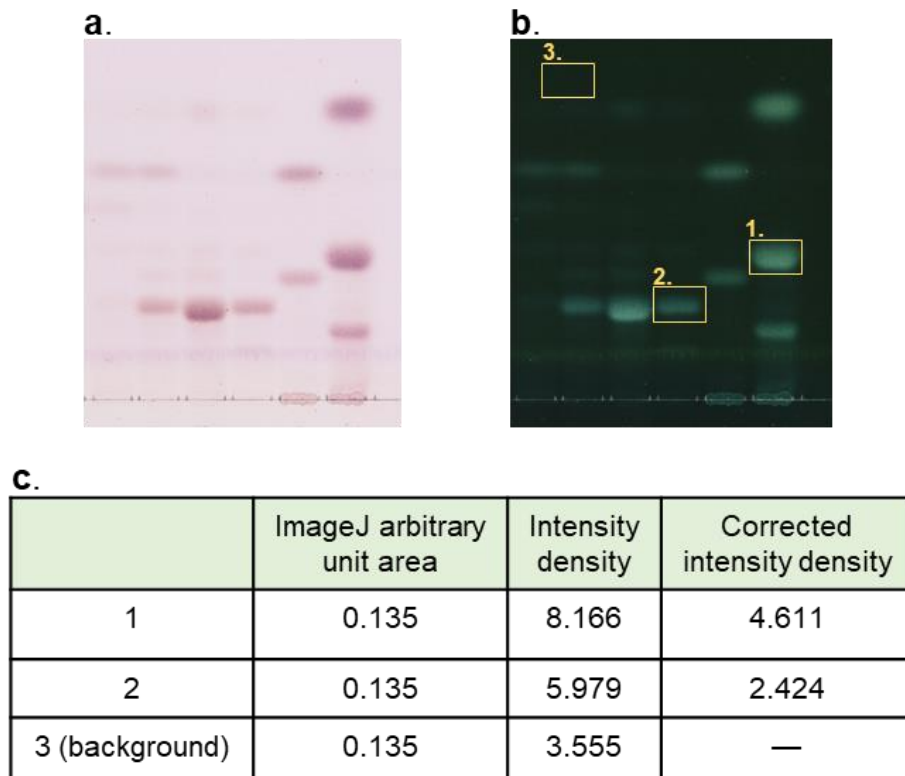 a.
b.
3.
1.
2.
c.
ImageJ arbitrary unit area
Intensity density
Corrected intensity density
1
0.135
8.166
4.611
2
0.135
5.979
2.424
3 (background)
0.135
3.555
—